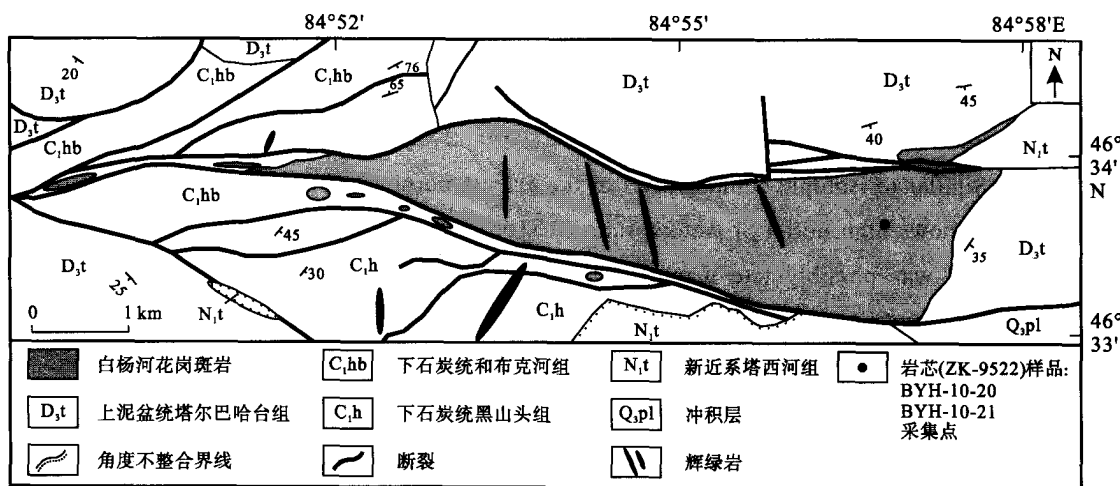 84°52′ 84°55′ 84°58′E
D₃t
20 C₁hb C₁hb 76 D₃t D₃t 45 N
D₃t 65
D₃t 40
C₁hb N₁t 46°
34′
C₁hb N
45 35 D₃t
D₃t 25 30 C₁h
0 1 km N₁t C₁h N₁t Q₃pl 46°
33′
白杨河花岗斑岩 C₁hb 下石炭统和布克河组 N₁t 新近系塔西河组 岩芯(ZK-9522)样品:
BYH-10-20
D₃t 上泥盆统塔尔巴哈台组 C₁h 下石炭统黑山头组 Q₃pl 冲积层 BYH-10-21
采集点
角度不整合界线 断裂 辉绿岩